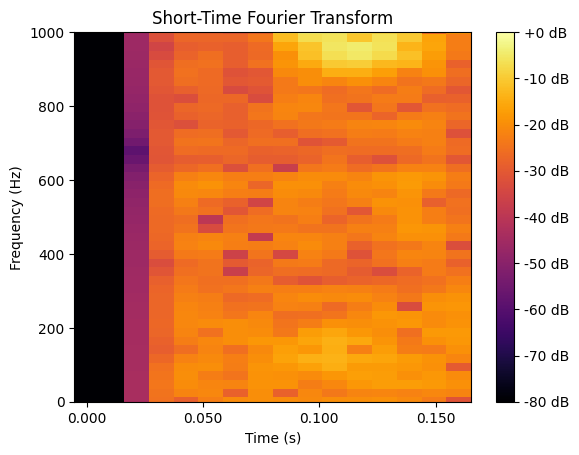 Short-Time Fourier Transform
Frequency (Hz)
1000
800
600
400
200
0
0.000
0.050
0.100
0.150
Time (s)
+0 dB
-10 dB
-20 dB
-30 dB
-40 dB
-50 dB
-60 dB
-70 dB
-80 dB